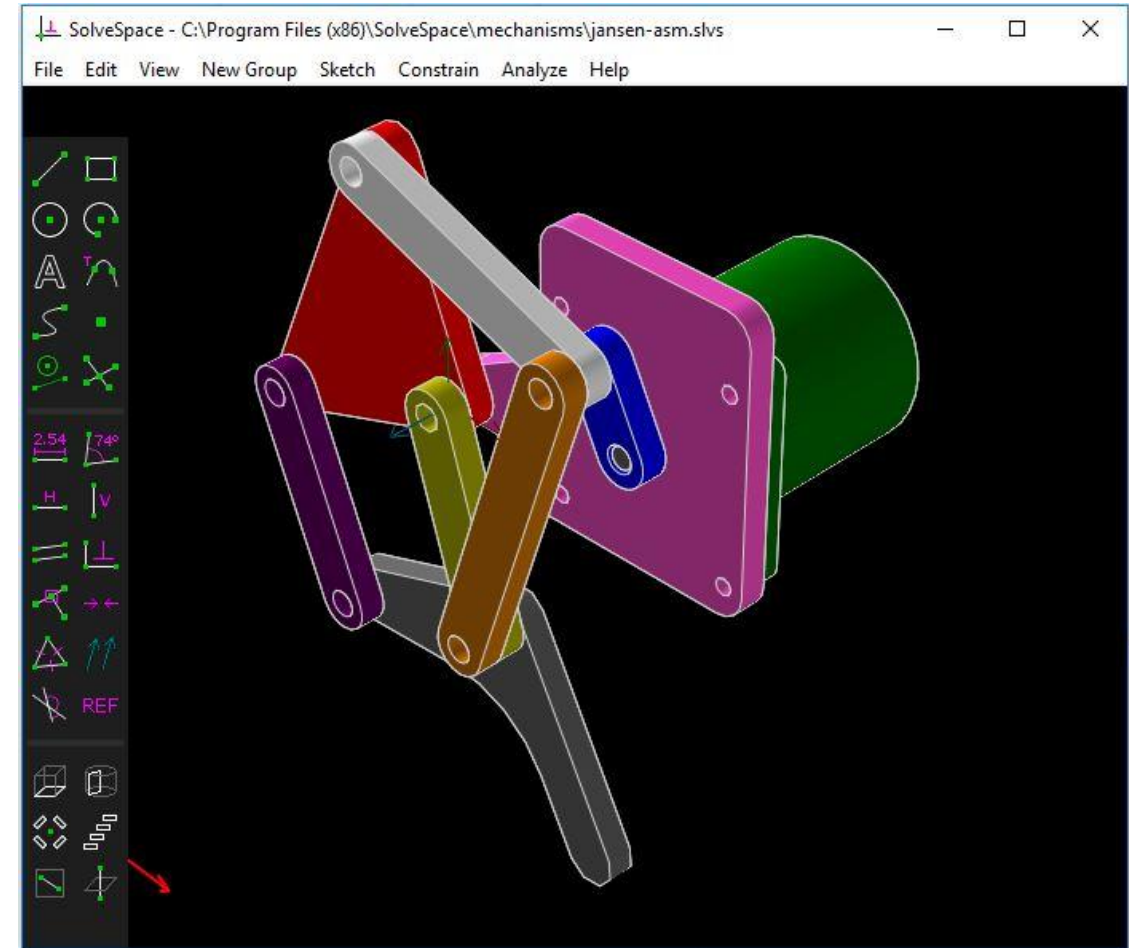 SolveSpace - C:\Program Files (x86)\SolveSpace\mechanisms\jansen-asm.slvs
File Edit View New Group Sketch Constrain Analyze Help
A T
2.54 74°
H V
REF